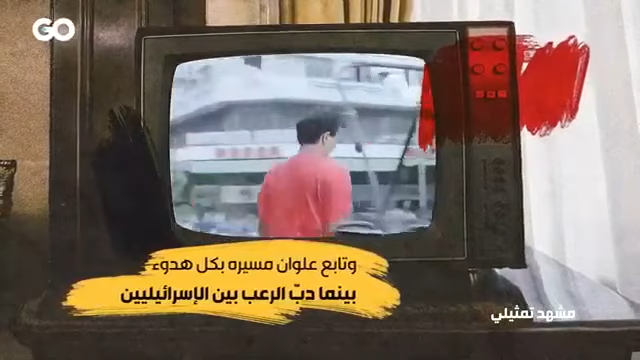 GO
وتابع علوان مسيره بكل هدوء
بينما دبّ الرعب بين الإسرائيليين
مشهد تمثيلي